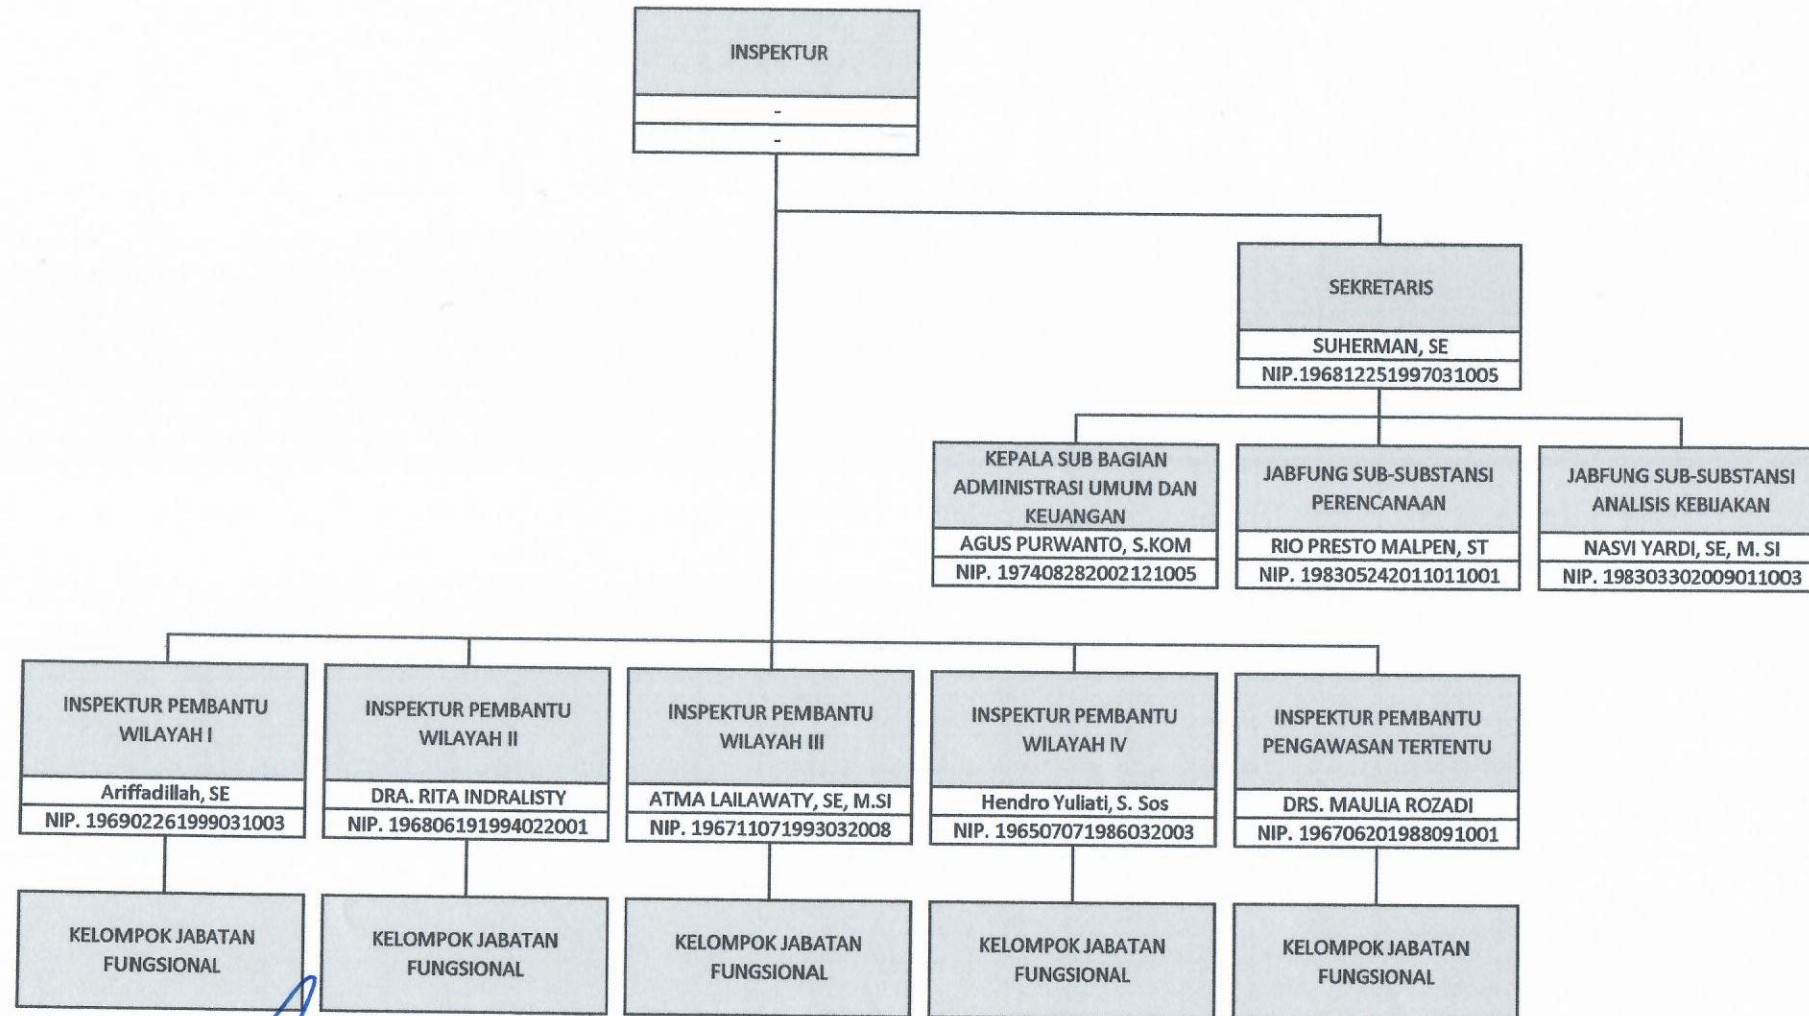 INSPEKTUR
-
-
SEKRETARIS
SUHERMAN, SE
NIP.196812251997031005
KEPALA SUB BAGIAN
ADMINISTRASI UMUM DAN
KEUANGAN
AGUS PURWANTO, S.KOM
NIP. 197408282002121005
JABFUNG SUB-SUBSTANSI
PERENCANAAN
RIO PRESTO MALPEN, ST
NIP. 198305242011011001
JABFUNG SUB-SUBSTANSI
ANALISIS KEBIJAKAN
NASVI YARDI, SE, M. SI
NIP. 198303302009011003
INSPEKTUR PEMBANTU
WILAYAH I
Ariffadillah, SE
NIP. 196902261999031003
INSPEKTUR PEMBANTU
WILAYAH II
DRA. RITA INDRALISTY
NIP. 196806191994022001
INSPEKTUR PEMBANTU
WILAYAH III
ATMA LAILAWATY, SE, M.SI
NIP. 196711071993032008
INSPEKTUR PEMBANTU
WILAYAH IV
Hendro Yuliati, S. Sos
NIP. 196507071986032003
INSPEKTUR PEMBANTU
PENGAWASAN TERTENTU
DRS. MAULIA ROZADI
NIP. 196706201988091001
KELOMPOK JABATAN
FUNGSIONAL
KELOMPOK JABATAN
FUNGSIONAL
KELOMPOK JABATAN
FUNGSIONAL
KELOMPOK JABATAN
FUNGSIONAL
KELOMPOK JABATAN
FUNGSIONAL